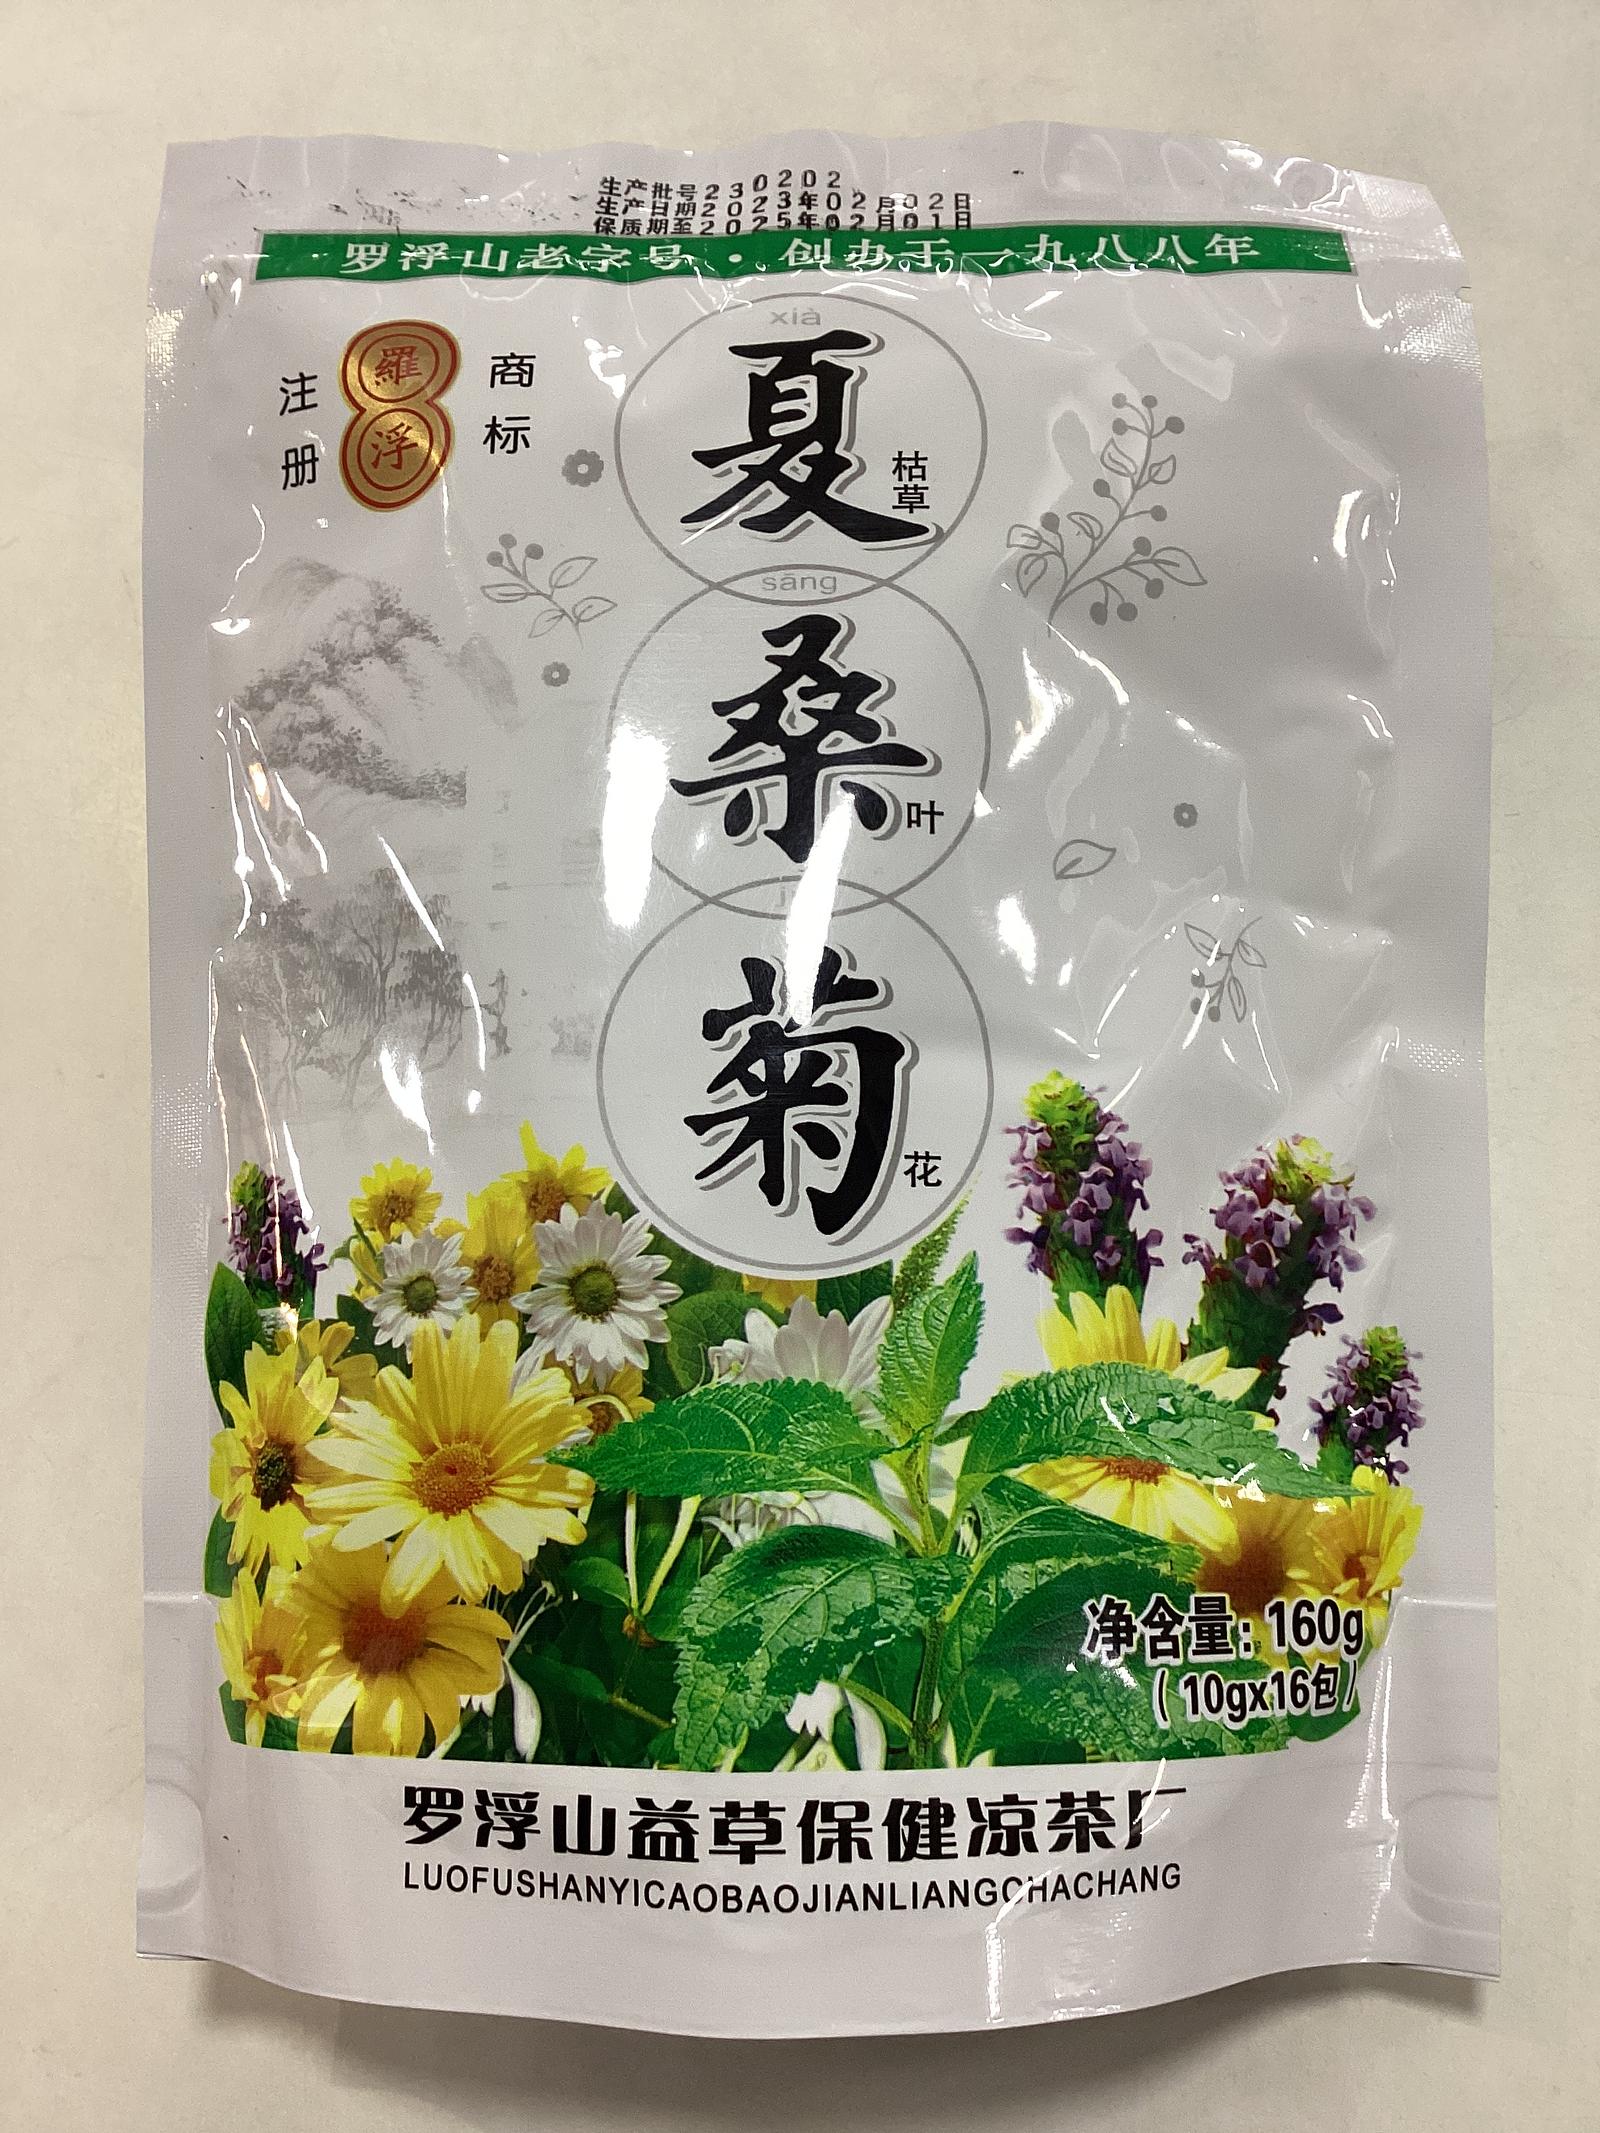 生产批号230202
生产日期2023年02月02日
保质期至2025年02月01日
罗浮山老字号·创办于一九八八年
注册
羅浮
商标
xià
夏枯草
sāng
桑叶
菊花
净含量:160g
(10gx16包)
罗浮山益草保健凉茶厂
LUOFUSHANYICAOBAOJIANLIANGCHACHANG